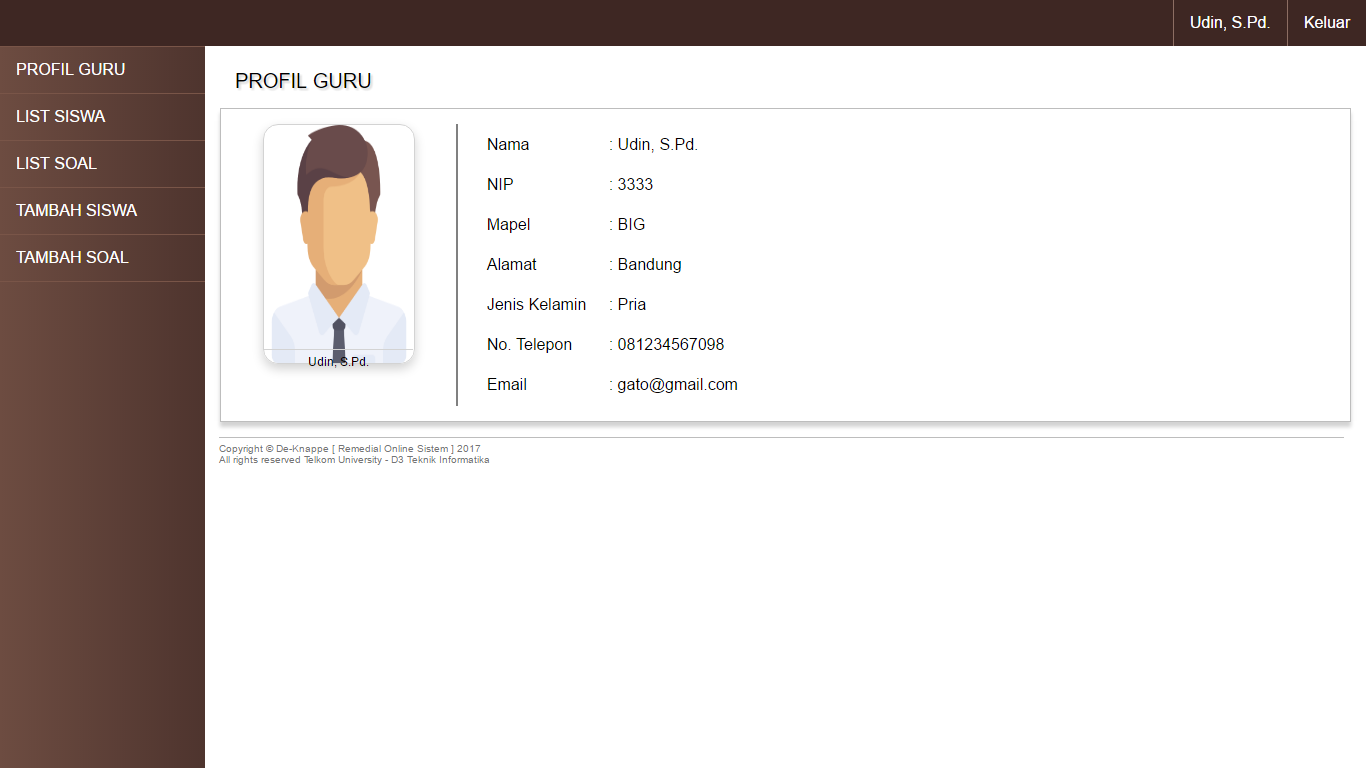 Udin, S.Pd. Keluar
PROFIL GURU
LIST SISWA
LIST SOAL
TAMBAH SISWA
TAMBAH SOAL
PROFIL GURU
Udin, S.Pd.
Nama : Udin, S.Pd.
NIP : 3333
Mapel : BIG
Alamat : Bandung
Jenis Kelamin : Pria
No. Telepon : 081234567098
Email : gato@gmail.com
Copyright © De-Knappe [ Remedial Online Sistem ] 2017
All rights reserved Telkom University - D3 Teknik Informatika